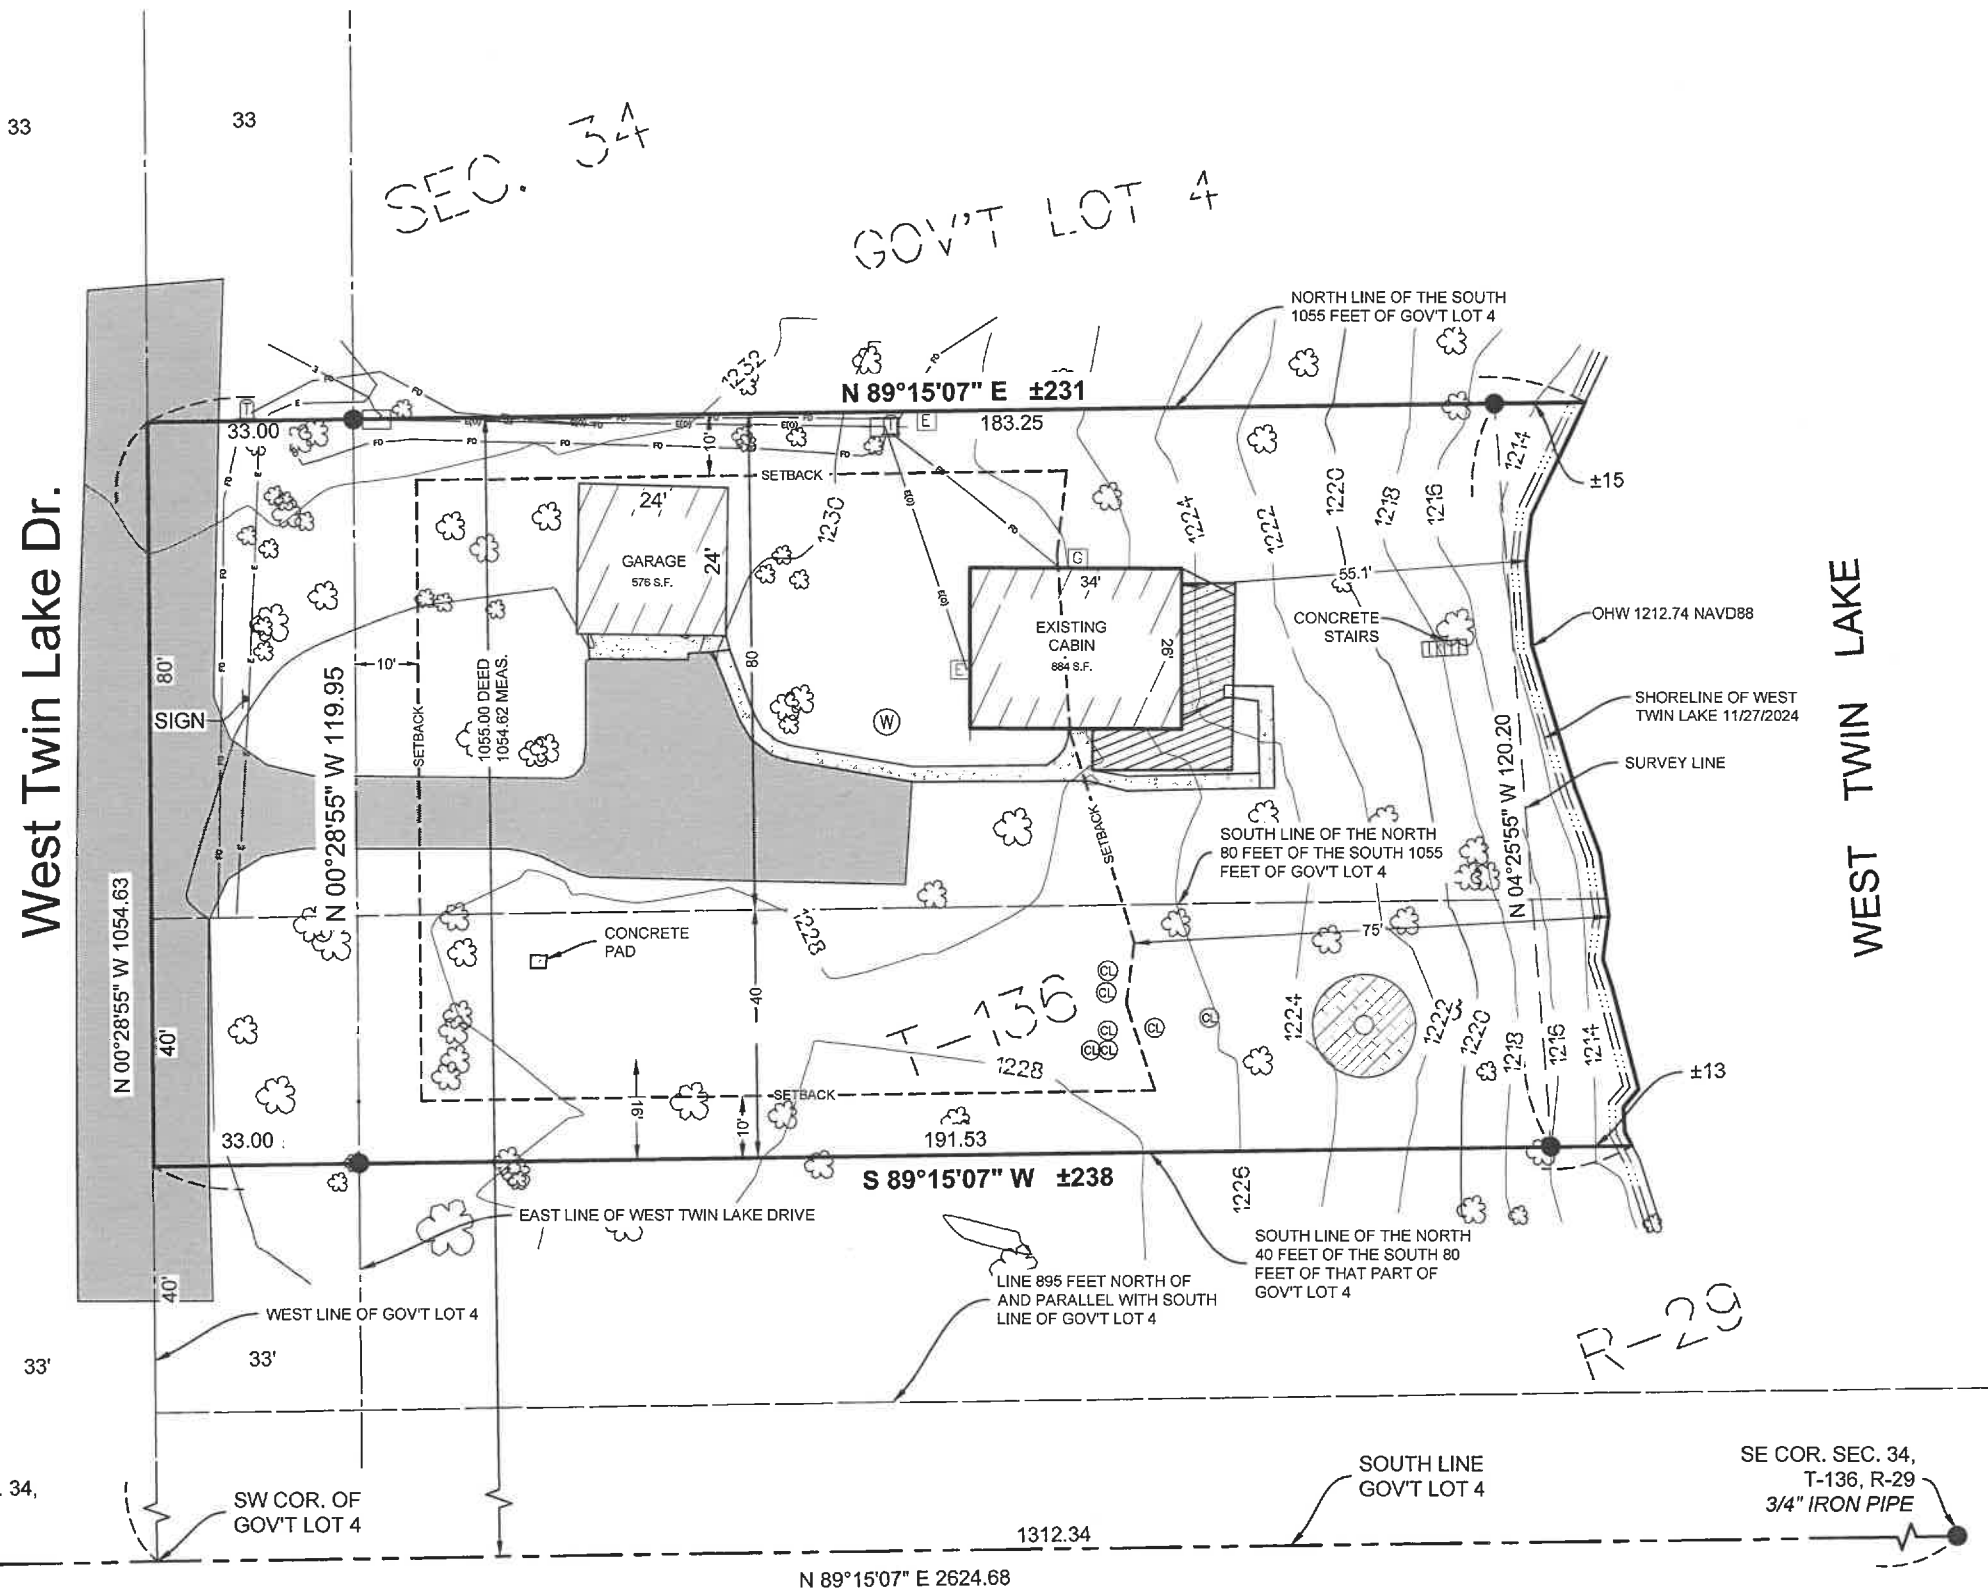 33
33
SEC. 34
GOV'T LOT 4
NORTH LINE OF THE SOUTH
1055 FEET OF GOV'T LOT 4
1232
N 89°15'07" E ±231
33.00
183.25
T
E
T
FO
E
E(O)
FO
E(O)
FO
10'
SETBACK
1214
±15
24'
1230
1224
1222
1220
1218
1216
GARAGE
576 S.F.
24'
G
34'
55.1'
EXISTING
CABIN
884 S.F.
26'
CONCRETE
STAIRS
OHW 1212.74 NAVD88
West Twin Lake Dr.
WEST TWIN LAKE
80'
10'
1055.00 DEED
1054.62 MEAS.
80
E
SIGN
W
SETBACK
N 00°28'55" W 119.95
N 04°25'55" W 120.20
SHORELINE OF WEST
TWIN LAKE 11/27/2024
SURVEY LINE
SETBACK
SOUTH LINE OF THE NORTH
80 FEET OF THE SOUTH 1055
FEET OF GOV'T LOT 4
N 00°28'55" W 1054.63
CONCRETE
PAD
1228
75'
CL
CL
CL
CL
CL
CL
CL
40
40'
T-136
1228
1224
1222
1220
1218
1216
1214
±13
16'
SETBACK
10'
33.00
191.53
S 89°15'07" W ±238
1226
EAST LINE OF WEST TWIN LAKE DRIVE
SOUTH LINE OF THE NORTH
40 FEET OF THE SOUTH 80
FEET OF THAT PART OF
GOV'T LOT 4
LINE 895 FEET NORTH OF
AND PARALLEL WITH SOUTH
LINE OF GOV'T LOT 4
40'
WEST LINE OF GOV'T LOT 4
R-29
33'
33'
34,
SW COR. OF
GOV'T LOT 4
SOUTH LINE
GOV'T LOT 4
SE COR. SEC. 34,
T-136, R-29
3/4" IRON PIPE
1312.34
N 89°15'07" E 2624.68